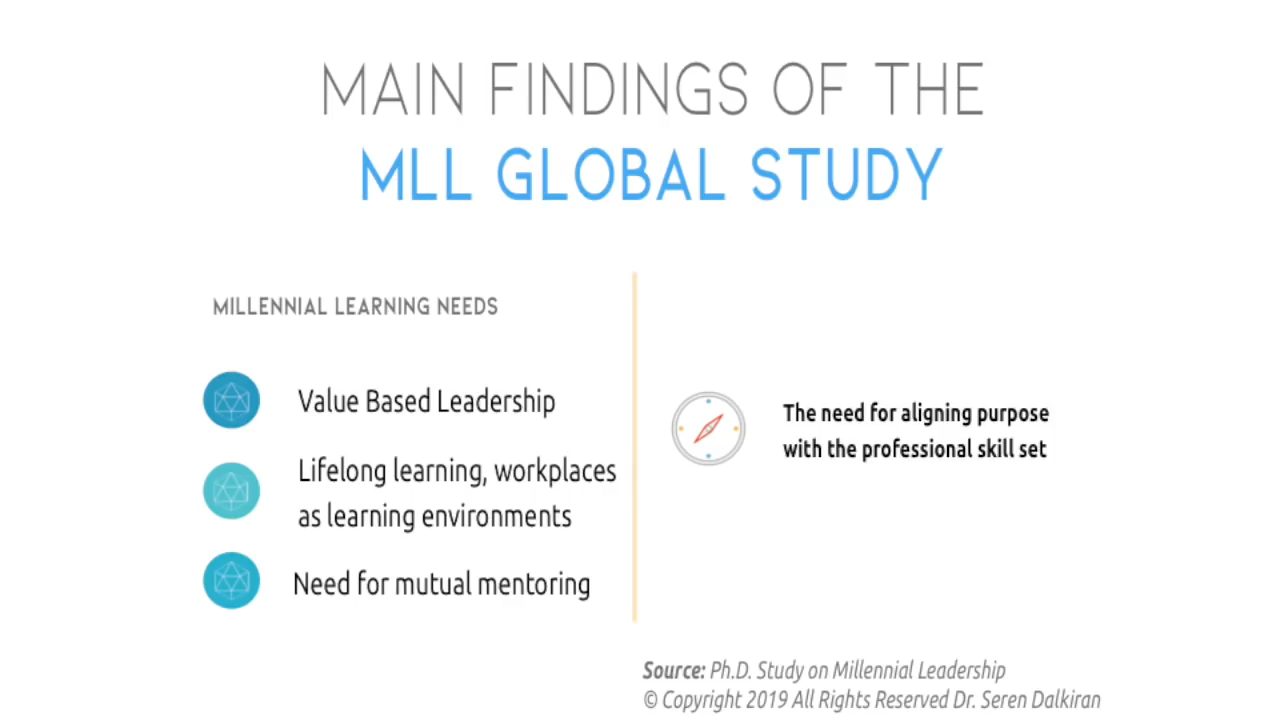 MAIN FINDINGS OF THE
MLL GLOBAL STUDY
MILLENNIAL LEARNING NEEDS
Value Based Leadership
Lifelong learning, workplaces
as learning environments
Need for mutual mentoring
The need for aligning purpose
with the professional skill set
Source: Ph.D. Study on Millennial Leadership
© Copyright 2019 All Rights Reserved Dr. Seren Dalkiran